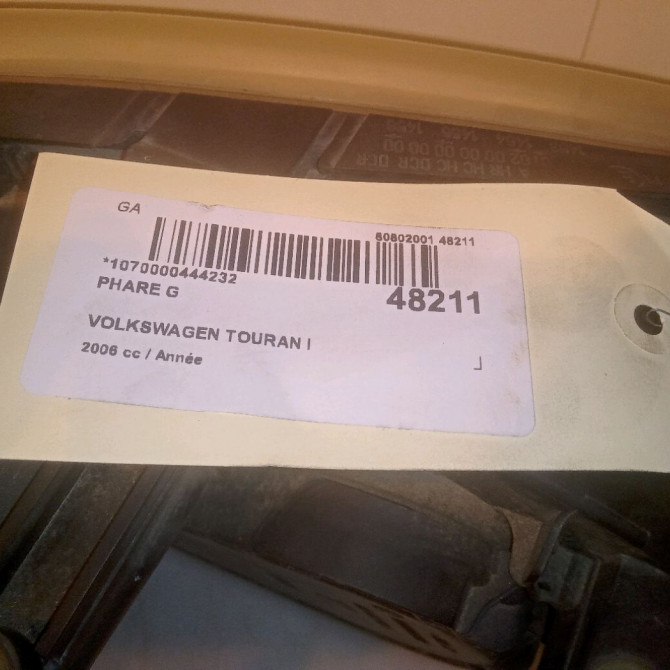 GA
60802001 48211
*1070000444232
PHARE G
48211
VOLKSWAGEN TOURAN I
2006 cc / Année